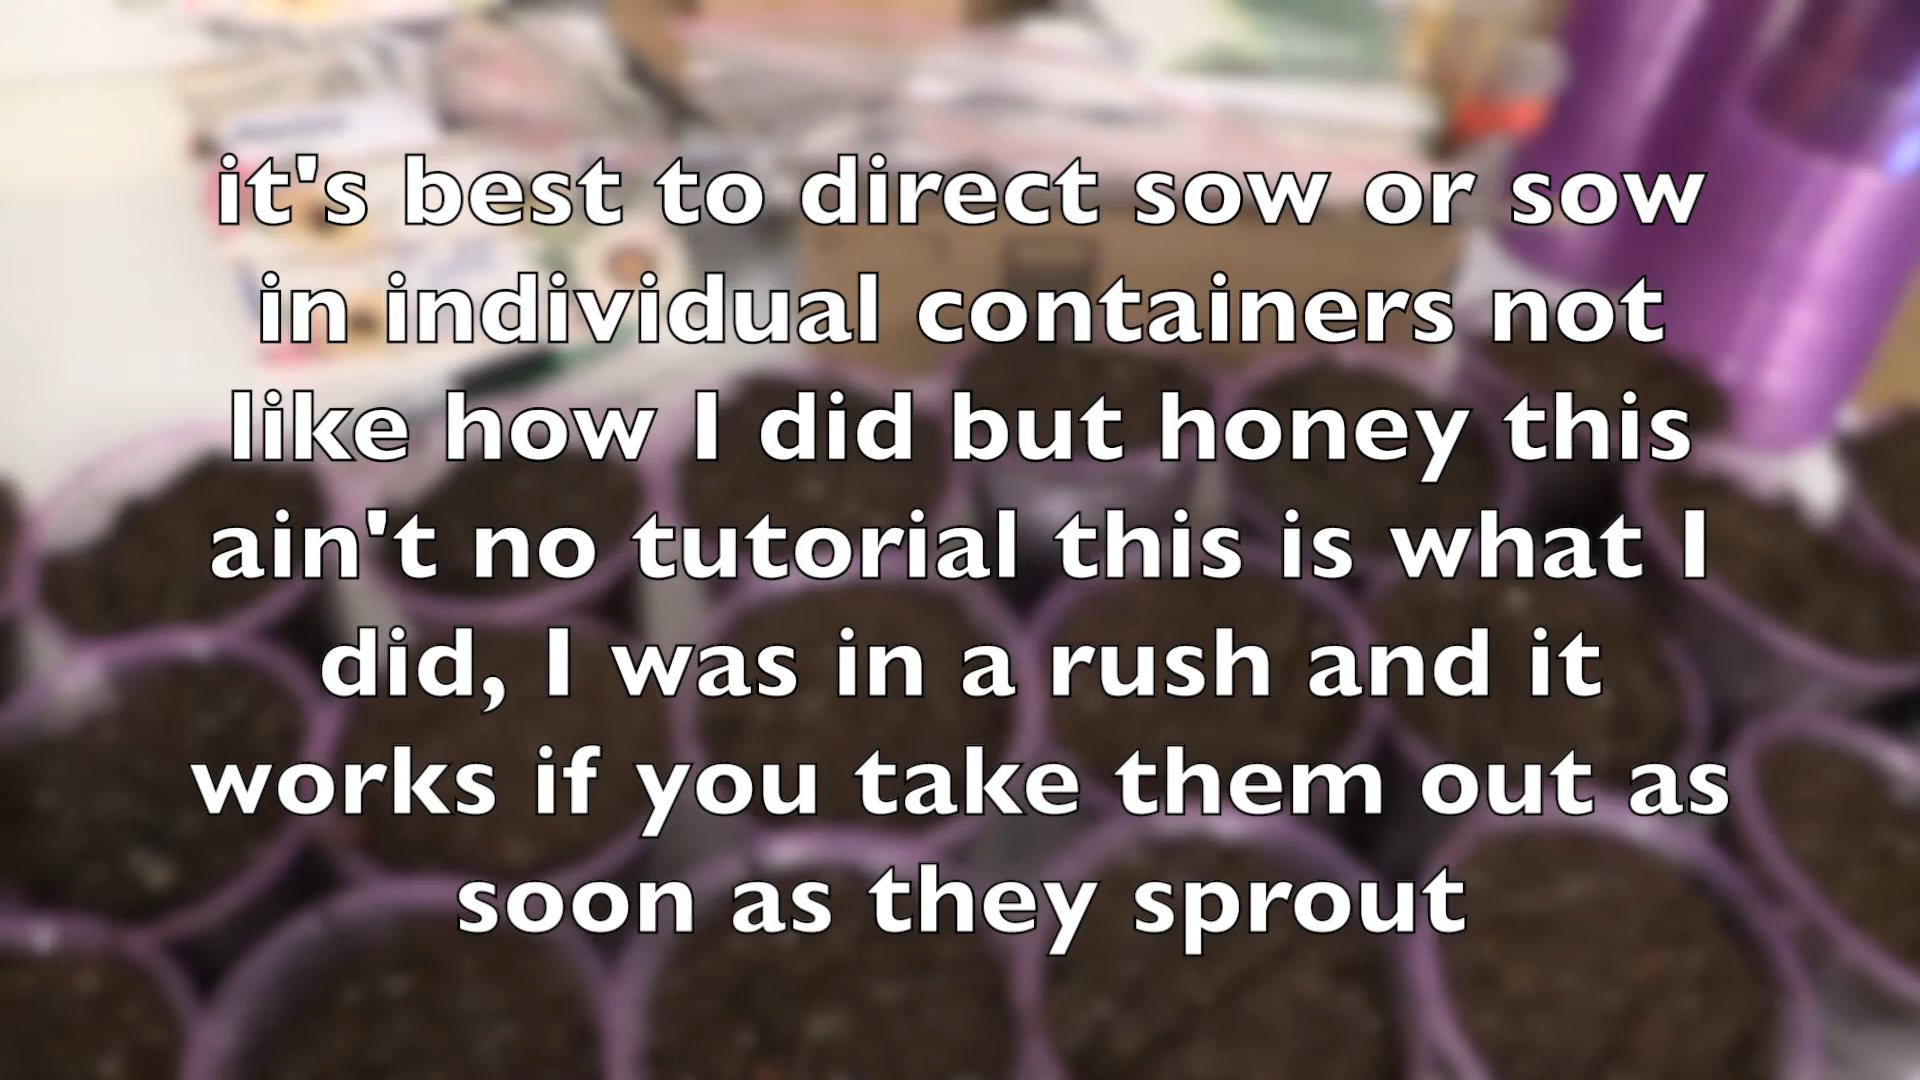 it's best to direct sow or sow
in individual containers not
like how I did but honey this
ain't no tutorial this is what I
did, I was in a rush and it
works if you take them out as
soon as they sprout